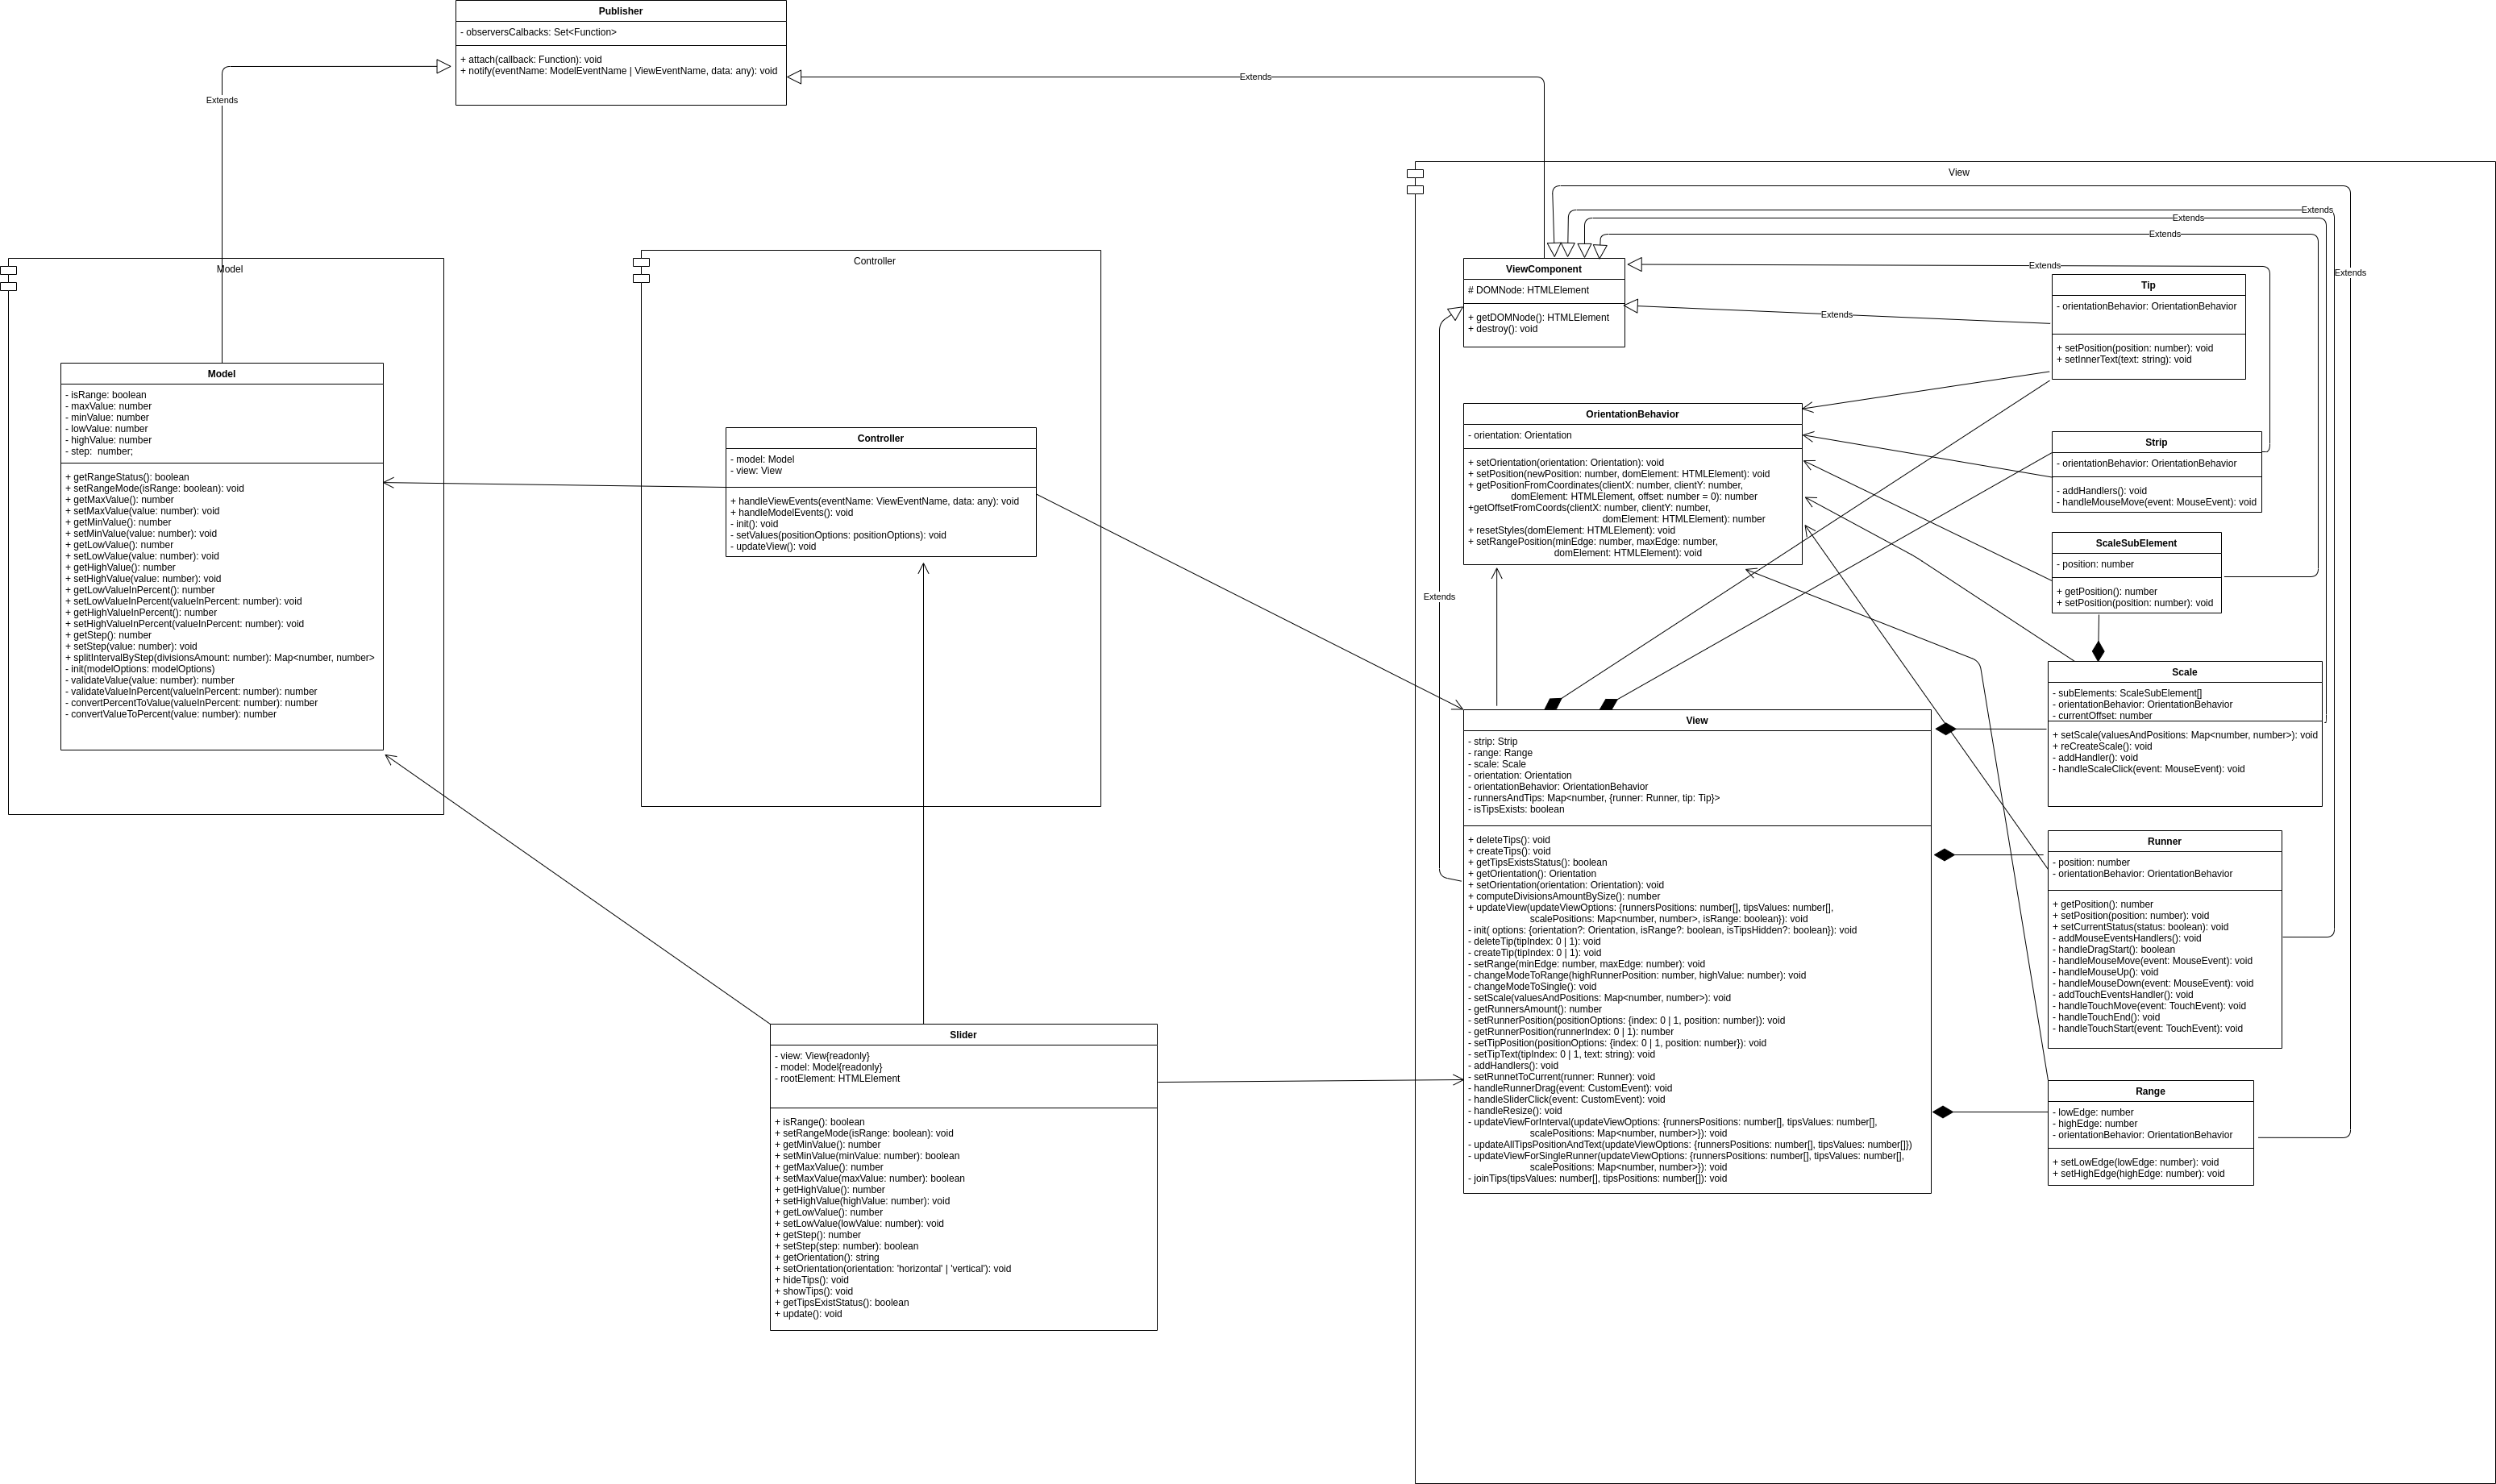 Publisher
- observersCalbacks: Set<Function>
+ attach(callback: Function): void
+ notify(eventName: ModelEventName | ViewEventName, data: any): void
Extends
Extends
Model
Model
- isRange: boolean
- maxValue: number
- minValue: number
- lowValue: number
- highValue: number
- step:  number;
+ getRangeStatus(): boolean
+ setRangeMode(isRange: boolean): void
+ getMaxValue(): number
+ setMaxValue(value: number): void
+ getMinValue(): number
+ setMinValue(value: number): void
+ getLowValue(): number
+ setLowValue(value: number): void
+ getHighValue(): number
+ setHighValue(value: number): void
+ getLowValueInPercent(): number
+ setLowValueInPercent(valueInPercent: number): void
+ getHighValueInPercent(): number
+ setHighValueInPercent(valueInPercent: number): void
+ getStep(): number
+ setStep(value: number): void
+ splitIntervalByStep(divisionsAmount: number): Map<number, number>
- init(modelOptions: modelOptions)
- validateValue(value: number): number
- validateValueInPercent(valueInPercent: number): number
- convertPercentToValue(valueInPercent: number): number
- convertValueToPercent(value: number): number
Controller
Controller
- model: Model
- view: View
+ handleViewEvents(eventName: ViewEventName, data: any): void
+ handleModelEvents(): void
- init(): void
- setValues(positionOptions: positionOptions): void
- updateView(): void
Slider
- view: View{readonly}
- model: Model{readonly}
- rootElement: HTMLElement
+ isRange(): boolean
+ setRangeMode(isRange: boolean): void
+ getMinValue(): number
+ setMinValue(minValue: number): boolean
+ getMaxValue(): number
+ setMaxValue(maxValue: number): boolean
+ getHighValue(): number
+ setHighValue(highValue: number): void
+ getLowValue(): number
+ setLowValue(lowValue: number): void
+ getStep(): number
+ setStep(step: number): boolean
+ getOrientation(): string
+ setOrientation(orientation: 'horizontal' | 'vertical'): void
+ hideTips(): void
+ showTips(): void
+ getTipsExistStatus(): boolean
+ update(): void
View
Extends
Extends
Extends
Extends
Extends
Extends
Extends
ViewComponent
# DOMNode: HTMLElement
+ getDOMNode(): HTMLElement
+ destroy(): void
OrientationBehavior
- orientation: Orientation
+ setOrientation(orientation: Orientation): void
+ setPosition(newPosition: number, domElement: HTMLElement): void
+ getPositionFromCoordinates(clientX: number, clientY: number,
domElement: HTMLElement, offset: number = 0): number
+getOffsetFromCoords(clientX: number, clientY: number,
domElement: HTMLElement): number
+ resetStyles(domElement: HTMLElement): void
+ setRangePosition(minEdge: number, maxEdge: number,
domElement: HTMLElement): void
View
- strip: Strip
- range: Range
- scale: Scale
- orientation: Orientation
- orientationBehavior: OrientationBehavior
- runnersAndTips: Map<number, {runner: Runner, tip: Tip}>
- isTipsExists: boolean
+ deleteTips(): void
+ createTips(): void
+ getTipsExistsStatus(): boolean
+ getOrientation(): Orientation
+ setOrientation(orientation: Orientation): void
+ computeDivisionsAmountBySize(): number
+ updateView(updateViewOptions: {runnersPositions: number[], tipsValues: number[],
scalePositions: Map<number, number>, isRange: boolean}): void
- init( options: {orientation?: Orientation, isRange?: boolean, isTipsHidden?: boolean}): void
- deleteTip(tipIndex: 0 | 1): void
- createTip(tipIndex: 0 | 1): void
- setRange(minEdge: number, maxEdge: number): void
- changeModeToRange(highRunnerPosition: number, highValue: number): void
- changeModeToSingle(): void
- setScale(valuesAndPositions: Map<number, number>): void
- getRunnersAmount(): number
- setRunnerPosition(positionOptions: {index: 0 | 1, position: number}): void
- getRunnerPosition(runnerIndex: 0 | 1): number
- setTipPosition(positionOptions: {index: 0 | 1, position: number}): void
- setTipText(tipIndex: 0 | 1, text: string): void
- addHandlers(): void
- setRunnetToCurrent(runner: Runner): void
- handleRunnerDrag(event: CustomEvent): void
- handleSliderClick(event: CustomEvent): void
- handleResize(): void
- updateViewForInterval(updateViewOptions: {runnersPositions: number[], tipsValues: number[],
scalePositions: Map<number, number>}): void
- updateAllTipsPositionAndText(updateViewOptions: {runnersPositions: number[], tipsValues: number[]})
- updateViewForSingleRunner(updateViewOptions: {runnersPositions: number[], tipsValues: number[],
scalePositions: Map<number, number>}): void
- joinTips(tipsValues: number[], tipsPositions: number[]): void
Extends
Tip
- orientationBehavior: OrientationBehavior
+ setPosition(position: number): void
+ setInnerText(text: string): void
Strip
- orientationBehavior: OrientationBehavior
- addHandlers(): void
- handleMouseMove(event: MouseEvent): void
ScaleSubElement
- position: number
+ getPosition(): number
+ setPosition(position: number): void
Scale
- subElements: ScaleSubElement[]
- orientationBehavior: OrientationBehavior
- currentOffset: number
+ setScale(valuesAndPositions: Map<number, number>): void
+ reCreateScale(): void
- addHandler(): void
- handleScaleClick(event: MouseEvent): void
Runner
- position: number
- orientationBehavior: OrientationBehavior
+ getPosition(): number
+ setPosition(position: number): void
+ setCurrentStatus(status: boolean): void
- addMouseEventsHandlers(): void
- handleDragStart(): boolean
- handleMouseMove(event: MouseEvent): void
- handleMouseUp(): void
- handleMouseDown(event: MouseEvent): void
- addTouchEventsHandler(): void
- handleTouchMove(event: TouchEvent): void
- handleTouchEnd(): void
- handleTouchStart(event: TouchEvent): void
Range
- lowEdge: number
- highEdge: number
- orientationBehavior: OrientationBehavior
+ setLowEdge(lowEdge: number): void
+ setHighEdge(highEdge: number): void